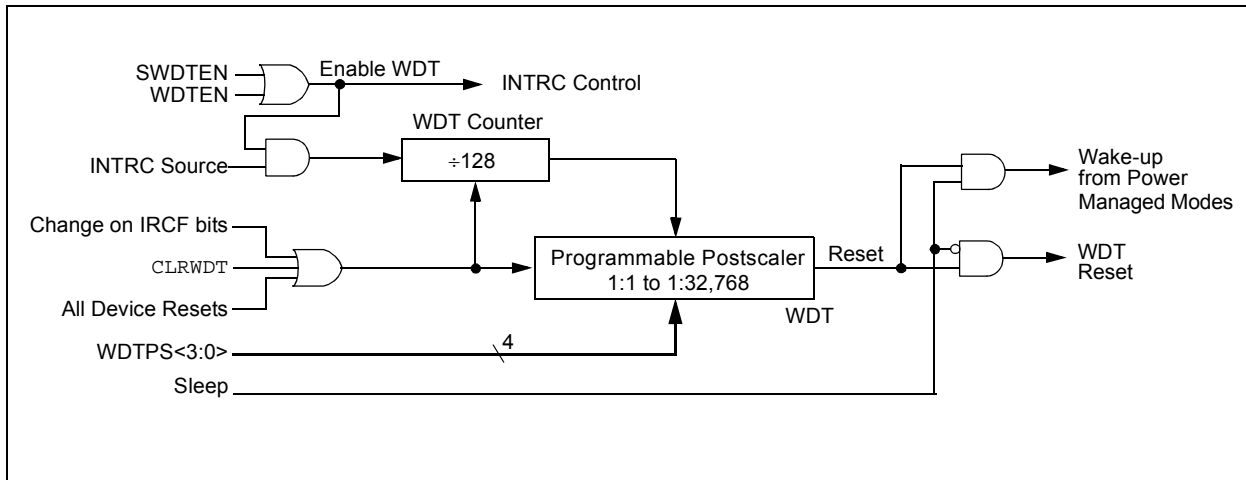 SWDTEN
WDTEN
Enable WDT
INTRC Control
WDT Counter
÷128
INTRC Source
Wake-up
from Power
Managed Modes
Change on IRCF bits
CLRWDT
All Device Resets
Programmable Postscaler
1:1 to 1:32,768
Reset
WDT
Reset
WDT
WDTPS<3:0>
4
Sleep